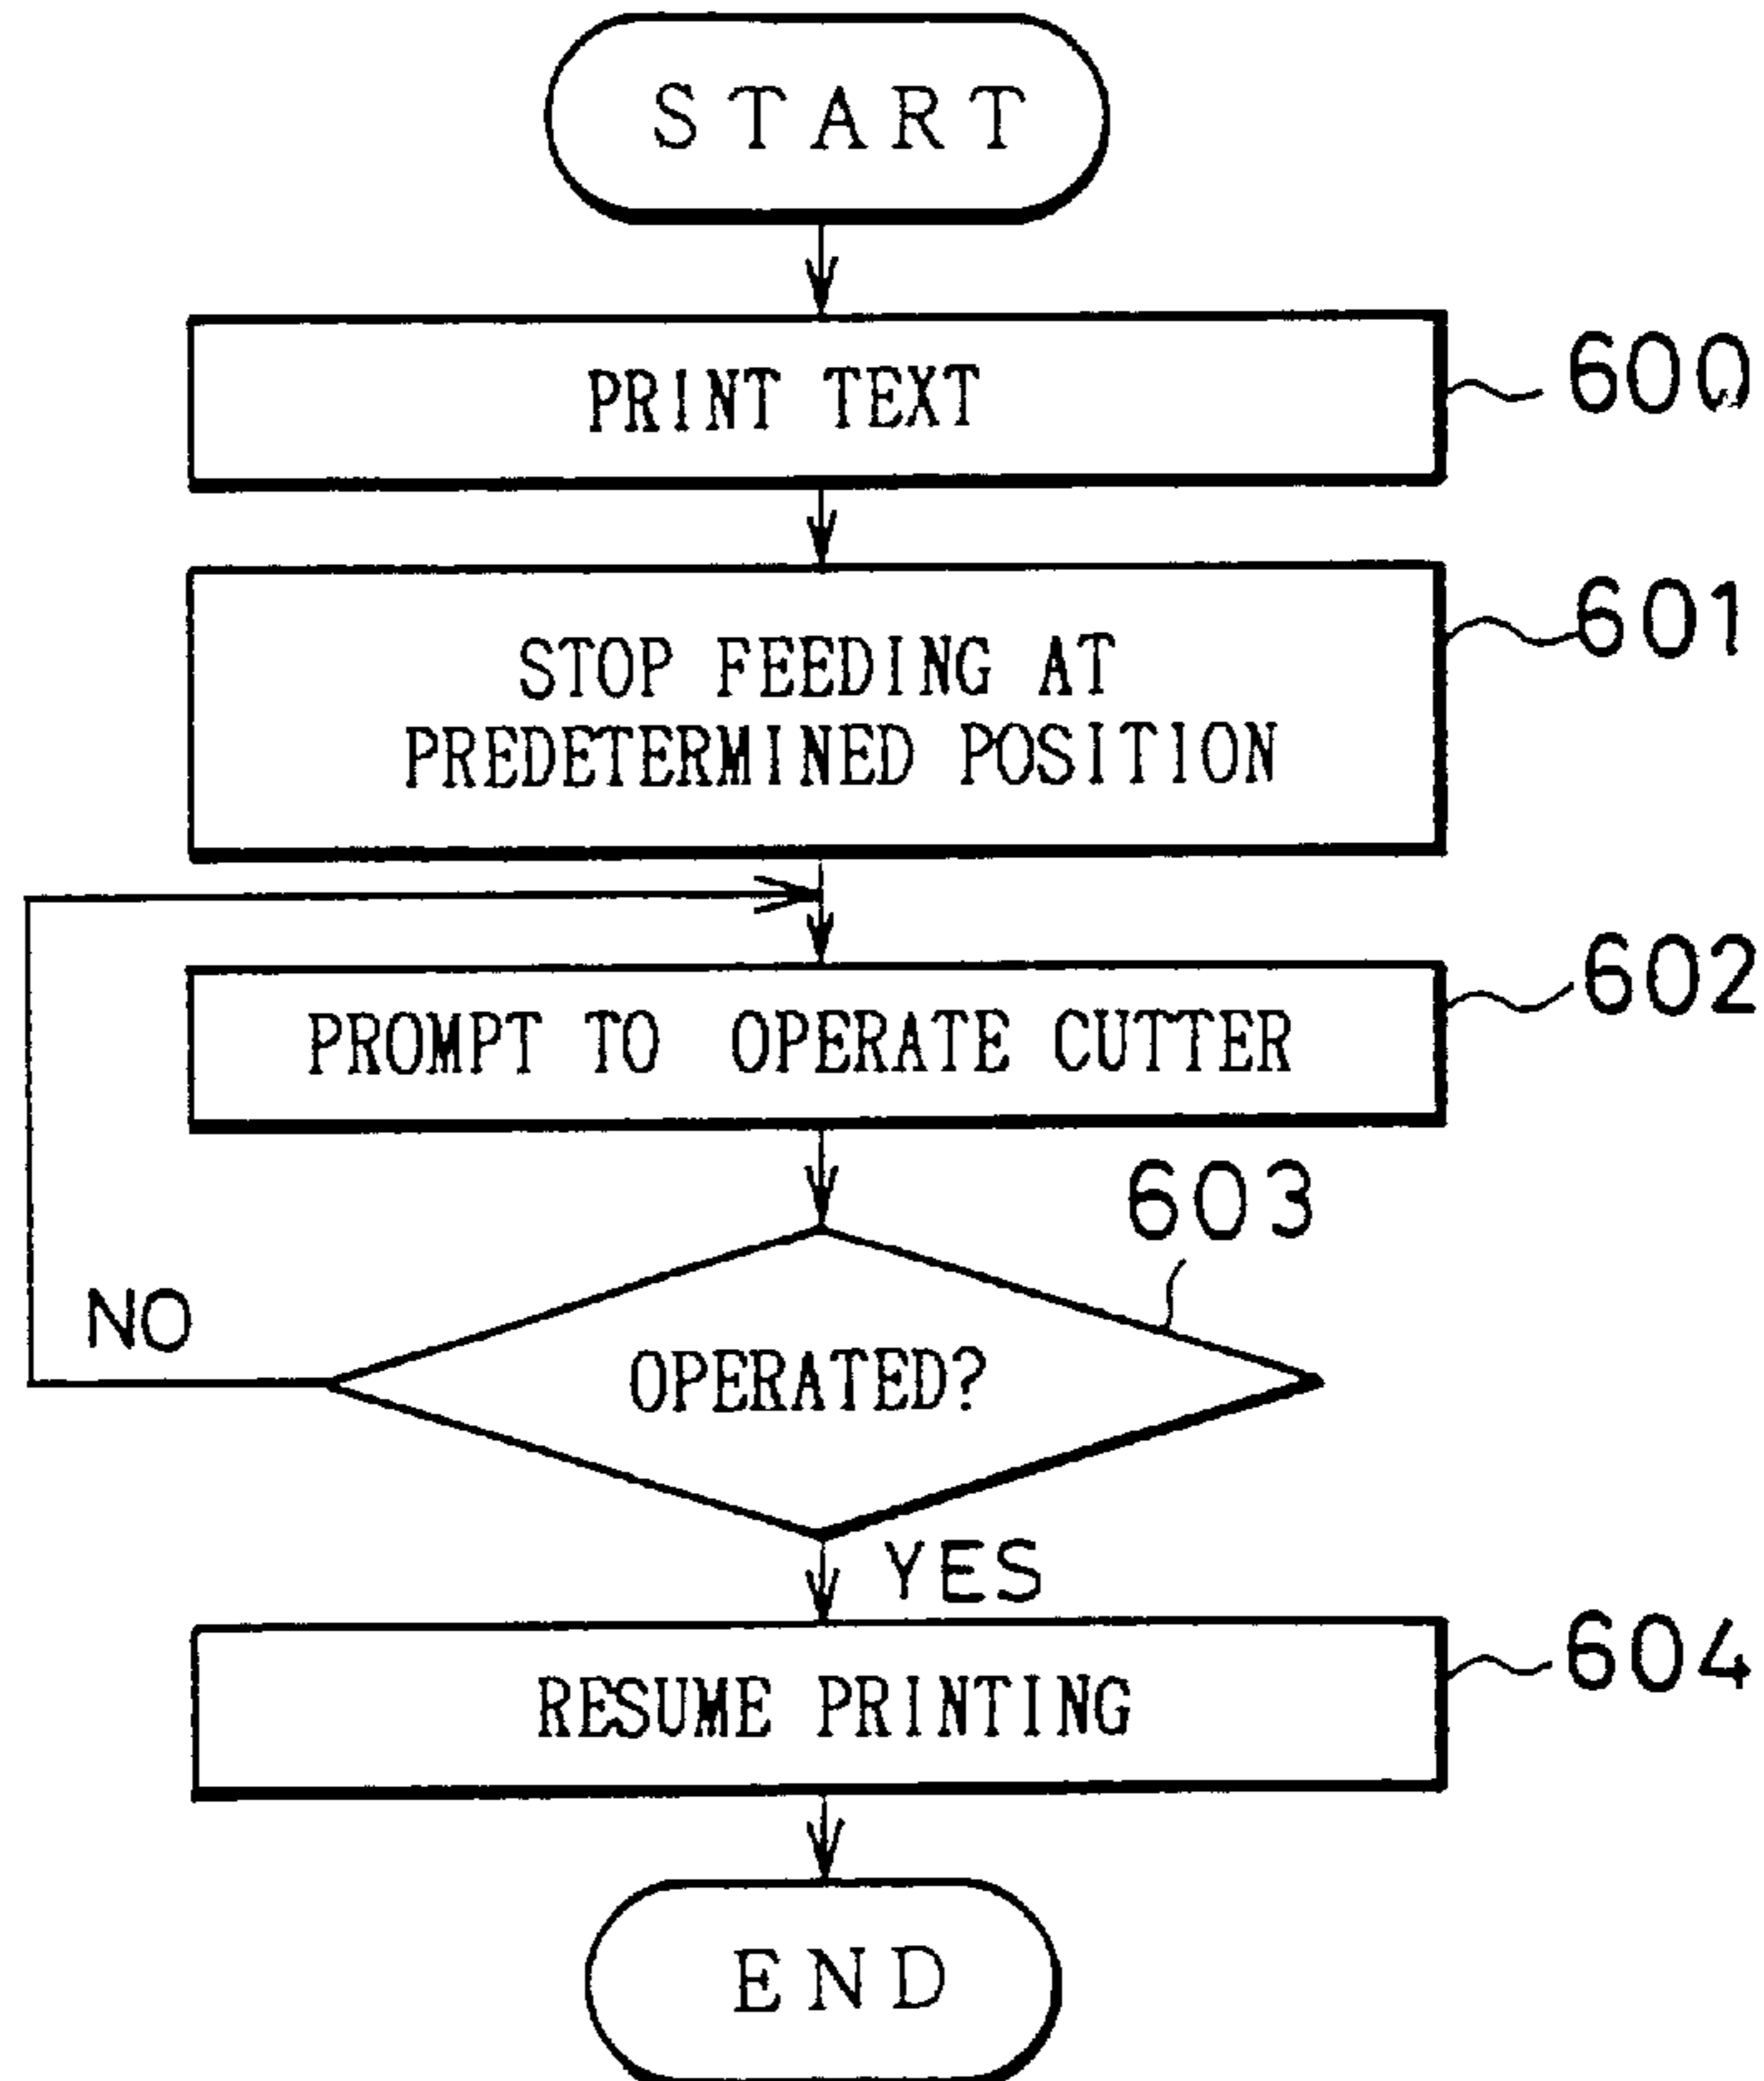 START
PRINT TEXT
600
STOP FEEDING AT
PREDETERMINED POSITION
601
PROMPT TO OPERATE CUTTER
602
603
NO
OPERATED?
YES
RESUME PRINTING
604
END